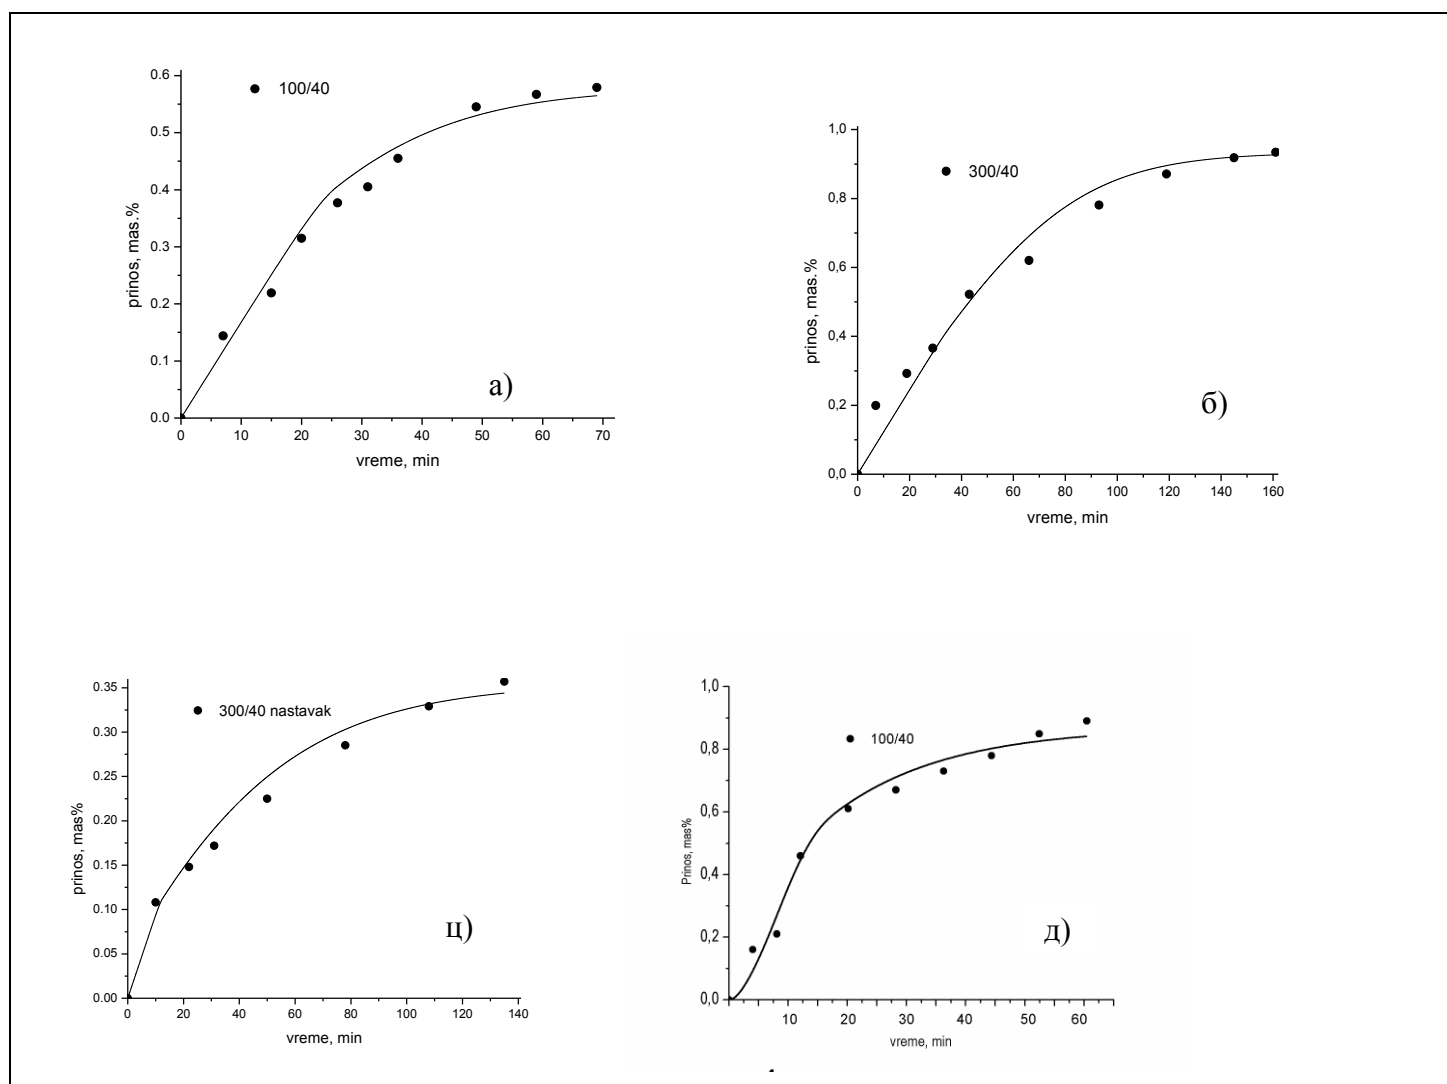 100/40
prinos, mas.%
0.6
0.5
0.4
0.3
0.2
0.1
0.0
0 10 20 30 40 50 60 70
vreme, min
а)
300/40
prinos, mas.%
1,0
0,8
0,6
0,4
0,2
0,0
0 20 40 60 80 100 120 140 160
vreme, min
б)
300/40 nastavak
prinos, mas%
0.35
0.30
0.25
0.20
0.15
0.10
0.05
0.00
0 20 40 60 80 100 120 140
vreme, min
ц)
100/40
Prinos, mas%
1,0
0,8
0,6
0,4
0,2
0,0
10 20 30 40 50 60
vreme, min
д)